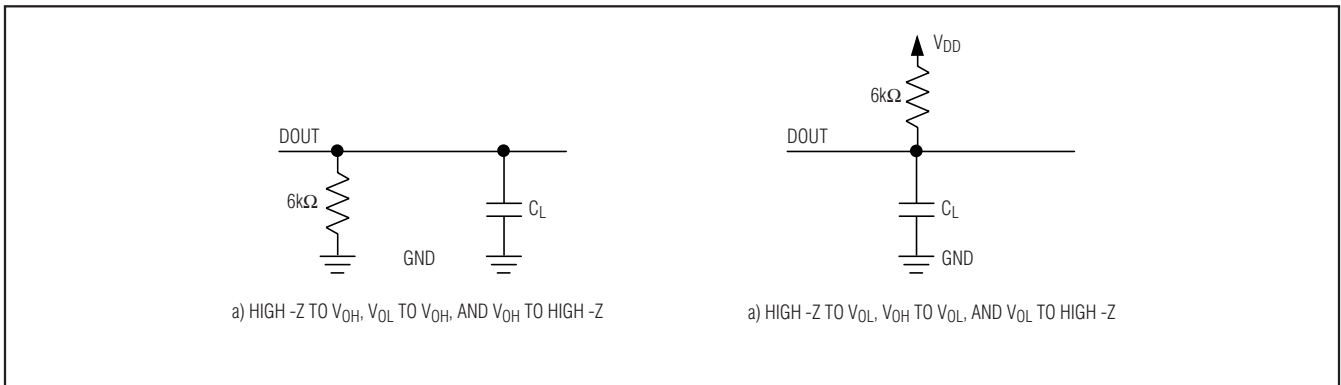 DOUT
6kΩ
CL
GND
a) HIGH -Z TO VOH, VOL TO VOH, AND VOH TO HIGH -Z
VDD
6kΩ
DOUT
CL
GND
a) HIGH -Z TO VOL, VOH TO VOL, AND VOL TO HIGH -Z